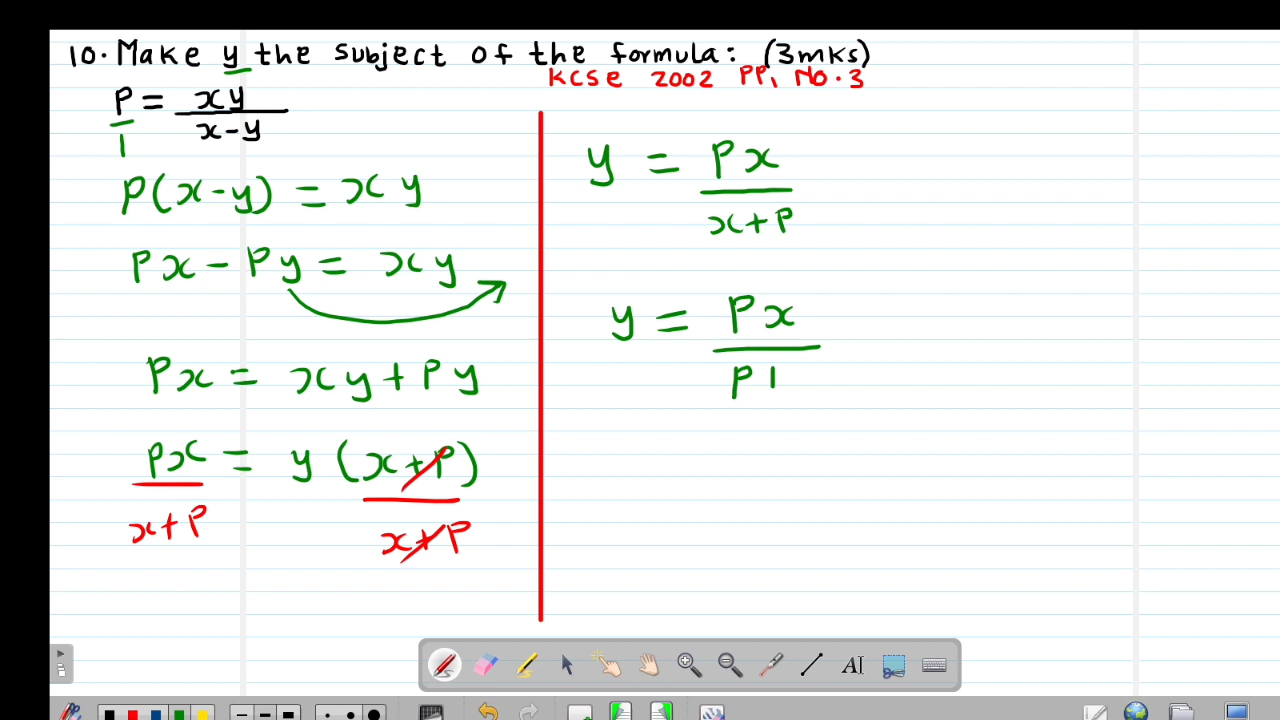 10. Make y the subject of the formula: (3mks)
KCSE 2002 PP1 No. 3
P = xy
x-y
1
P(x-y) = xy
Px - Py = xy
Px = xy + Py
Px = y (x+P)
x+P x+P
y = Px
x+P
y = Px
P1
AI